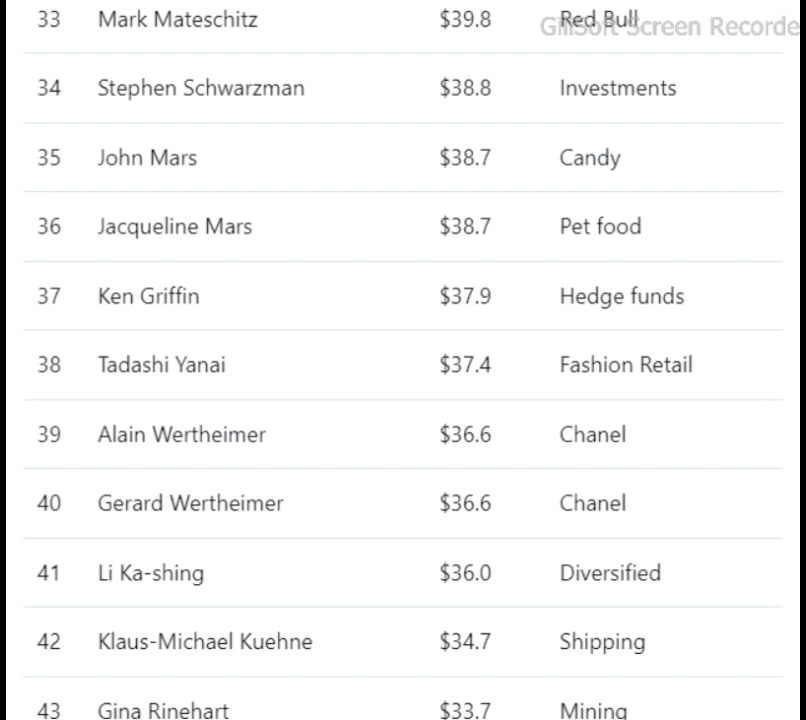 33 Mark Mateschitz $39.8 Red Bull
GiliSoft Screen Recorde
34 Stephen Schwarzman $38.8 Investments
35 John Mars $38.7 Candy
36 Jacqueline Mars $38.7 Pet food
37 Ken Griffin $37.9 Hedge funds
38 Tadashi Yanai $37.4 Fashion Retail
39 Alain Wertheimer $36.6 Chanel
40 Gerard Wertheimer $36.6 Chanel
41 Li Ka-shing $36.0 Diversified
42 Klaus-Michael Kuehne $34.7 Shipping
43 Gina Rinehart $33.7 Mining